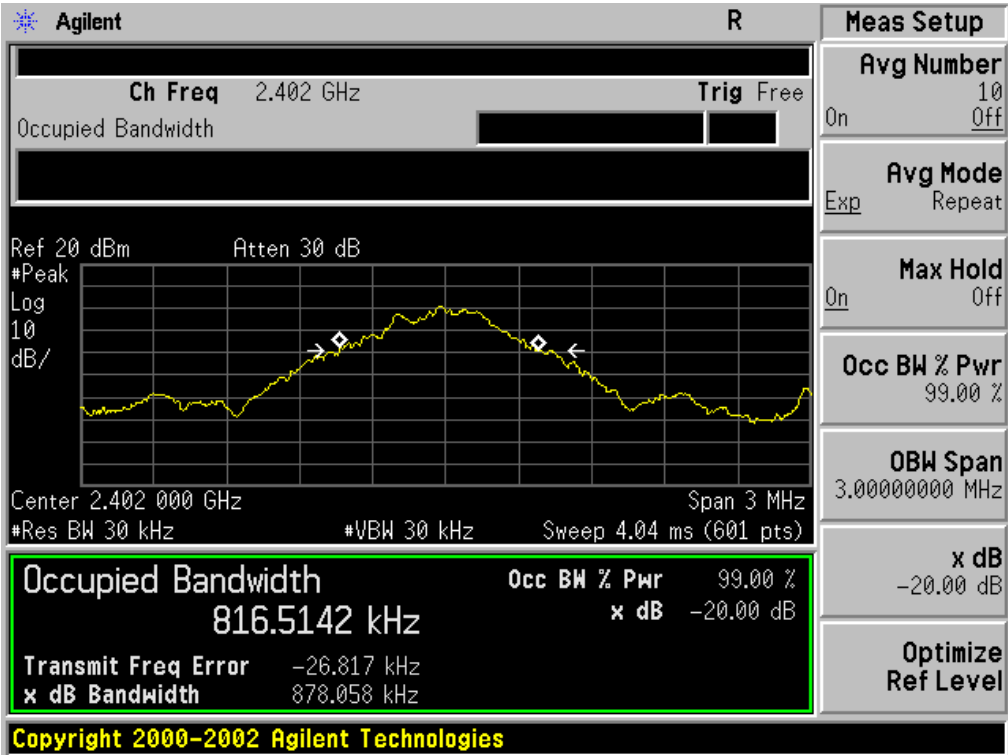 Agilent R Meas Setup
Ch Freq 2.402 GHz Trig Free
Occupied Bandwidth
Avg Number
10
On Off
Avg Mode
Exp Repeat
Max Hold
On Off
Occ BW % Pwr
99.00 %
OBW Span
3.00000000 MHz
x dB
-20.00 dB
Optimize
Ref Level
Ref 20 dBm Atten 30 dB
#Peak
Log
10
dB/
Center 2.402 000 GHz Span 3 MHz
#Res BW 30 kHz #VBW 30 kHz Sweep 4.04 ms (601 pts)
Occupied Bandwidth Occ BW % Pwr 99.00 %
816.5142 kHz x dB -20.00 dB
Transmit Freq Error -26.817 kHz
x dB Bandwidth 878.058 kHz
Copyright 2000-2002 Agilent Technologies